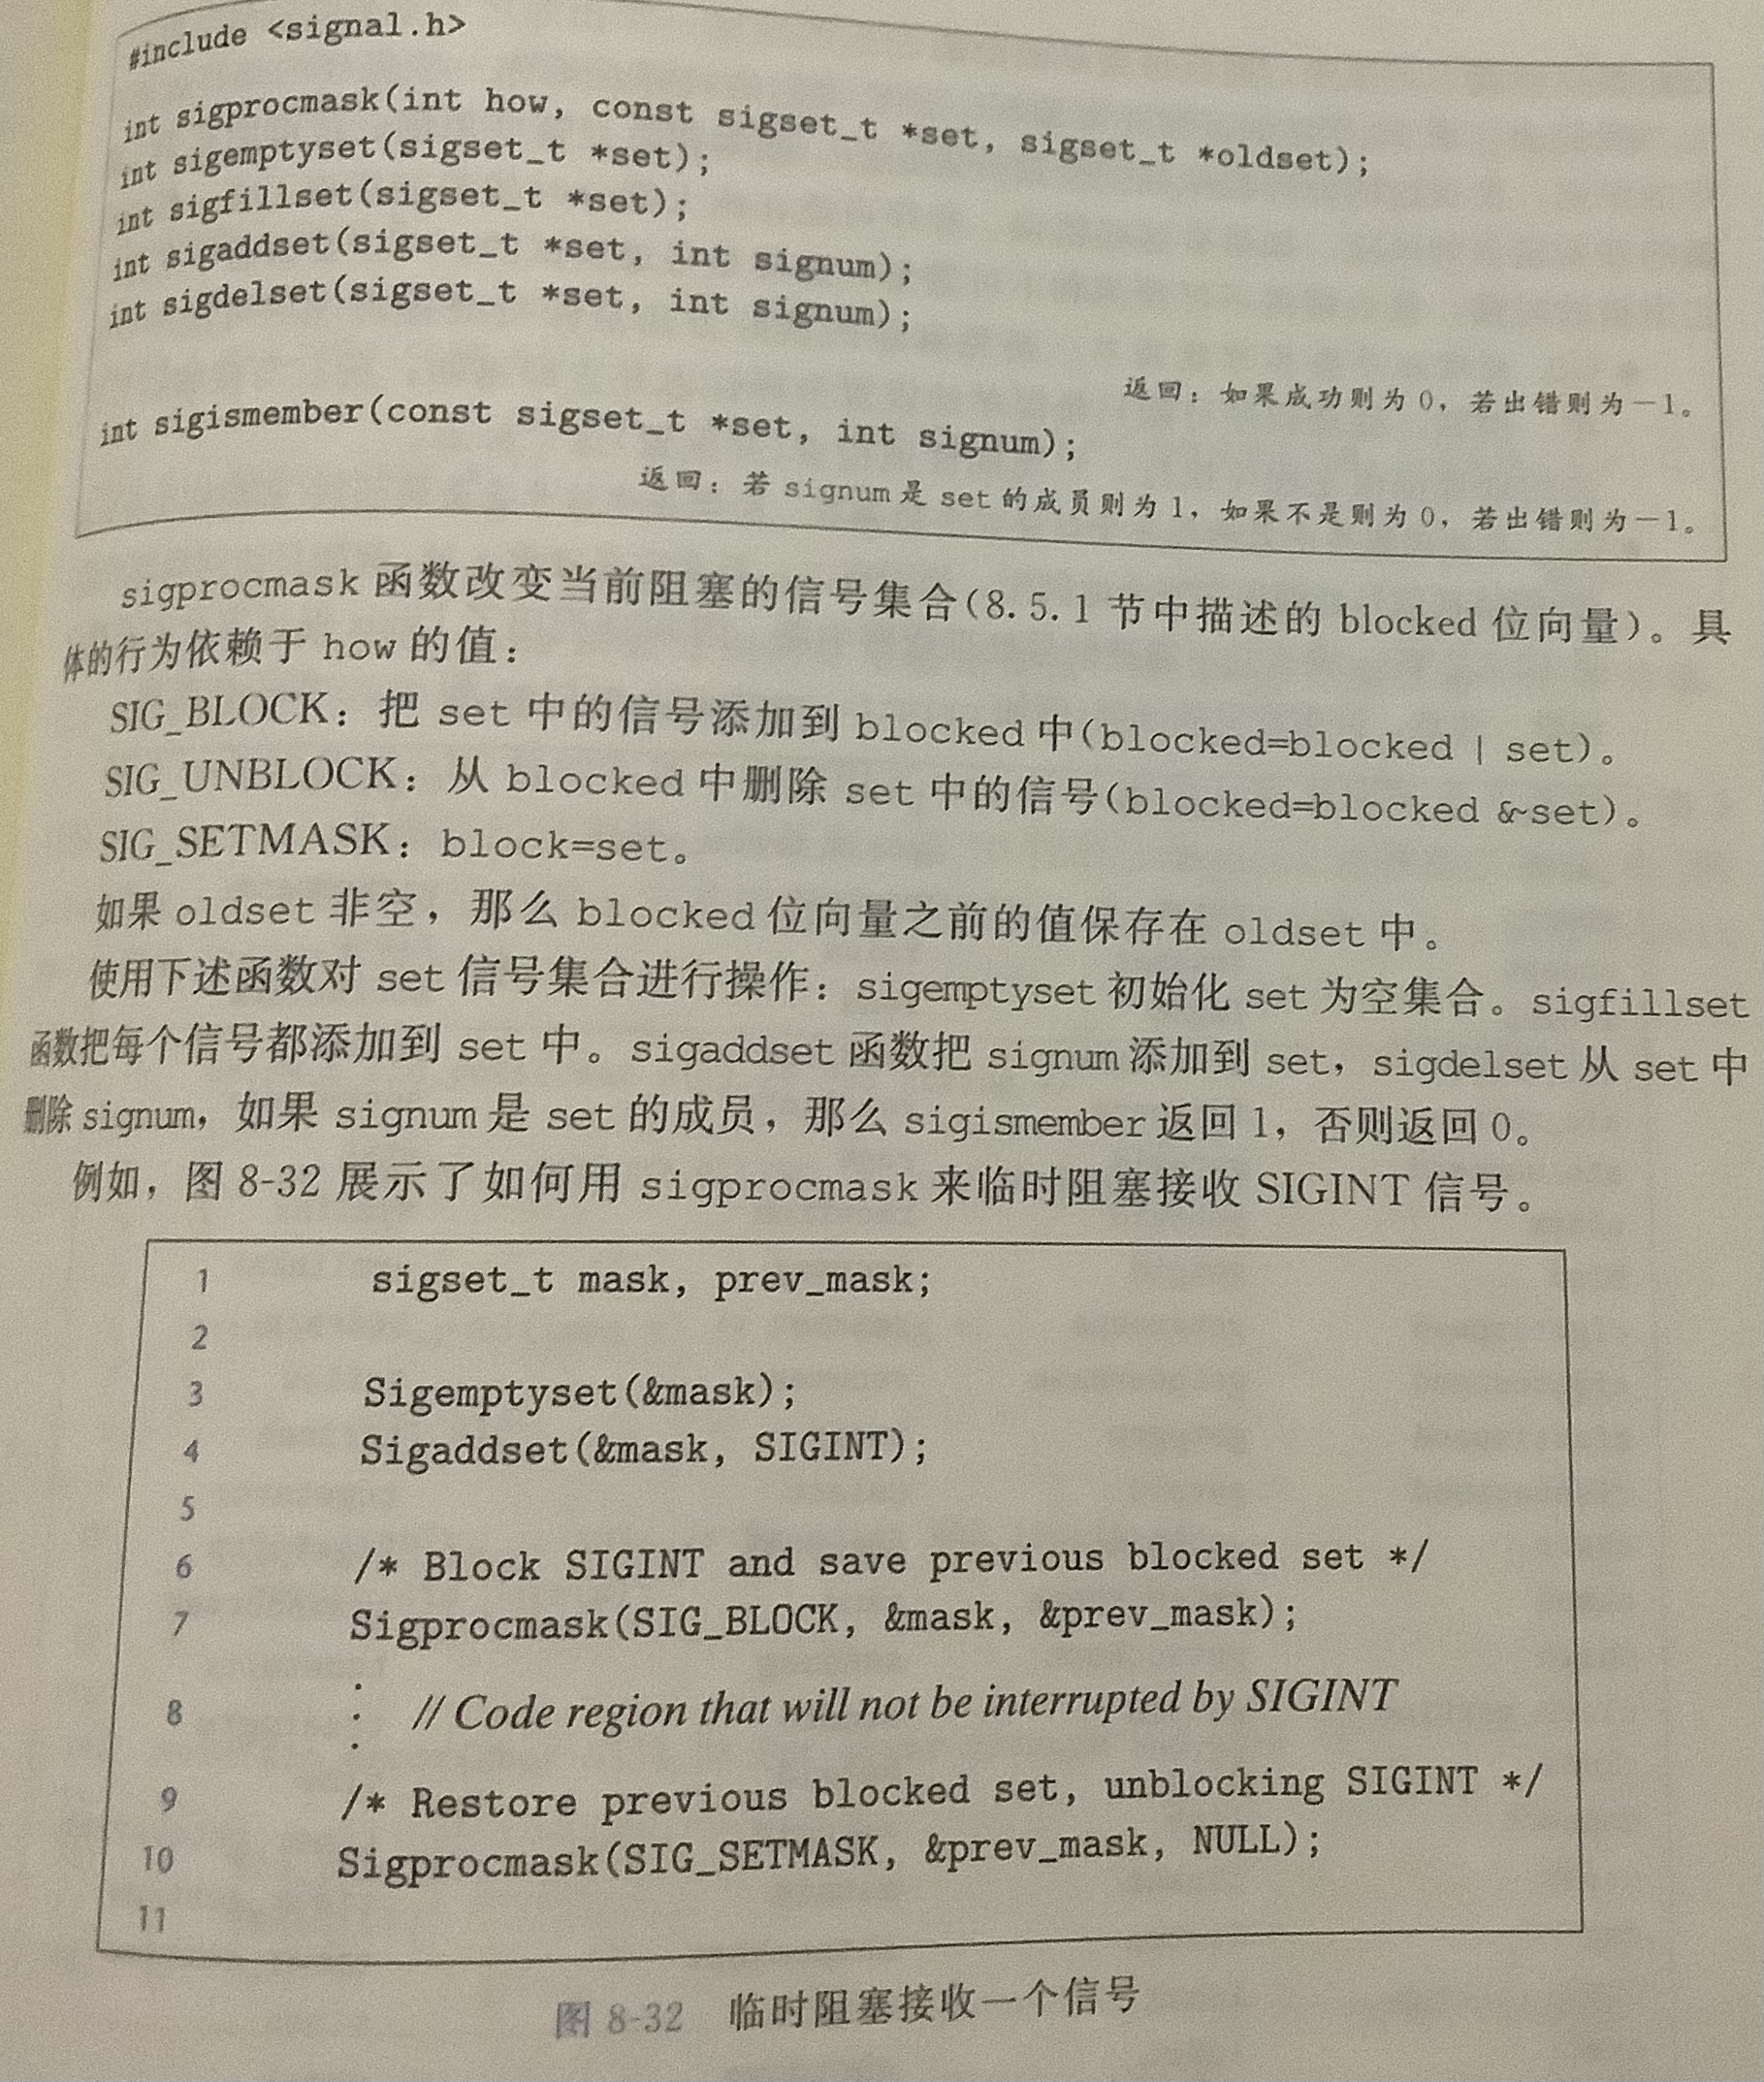 #include <signal.h>
int sigprocmask(int how, const sigset_t *set, sigset_t *oldset);
int sigemptyset(sigset_t *set);
int sigfillset(sigset_t *set);
int sigaddset(sigset_t *set, int signum);
int sigdelset(sigset_t *set, int signum);
返回：如果成功则为 0，若出错则为－1。
int sigismember(const sigset_t *set, int signum);
返回：若 signum 是 set 的成员则为 1，如果不是则为 0，若出错则为－1。
sigprocmask 函数改变当前阻塞的信号集合(8.5.1 节中描述的 blocked 位向量)。具
体的行为依赖于 how 的值：
SIG_BLOCK：把 set 中的信号添加到 blocked 中(blocked=blocked | set)。
SIG_UNBLOCK：从 blocked 中删除 set 中的信号(blocked=blocked &~set)。
SIG_SETMASK：block=set。
如果 oldset 非空，那么 blocked 位向量之前的值保存在 oldset 中。
使用下述函数对 set 信号集合进行操作：sigemptyset 初始化 set 为空集合。sigfillset
函数把每个信号都添加到 set 中。sigaddset 函数把 signum 添加到 set，sigdelset 从 set 中
删除 signum，如果 signum 是 set 的成员，那么 sigismember 返回 1，否则返回 0。
例如，图 8-32 展示了如何用 sigprocmask 来临时阻塞接收 SIGINT 信号。
1 sigset_t mask, prev_mask;
2
3 Sigemptyset(&mask);
4 Sigaddset(&mask, SIGINT);
5
6 /* Block SIGINT and save previous blocked set */
7 Sigprocmask(SIG_BLOCK, &mask, &prev_mask);
8 ⋮ // Code region that will not be interrupted by SIGINT
9 /* Restore previous blocked set, unblocking SIGINT */
10 Sigprocmask(SIG_SETMASK, &prev_mask, NULL);
11
图 8-32 临时阻塞接收一个信号